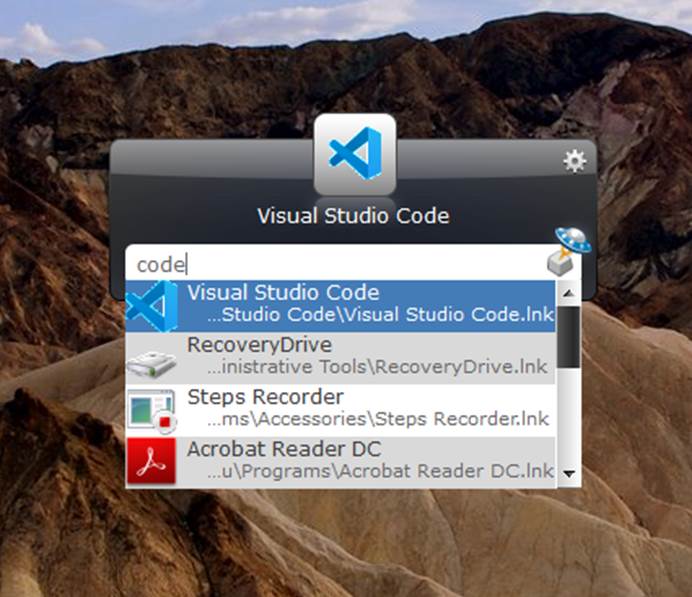 Visual Studio Code
code
Visual Studio Code
...Studio Code\Visual Studio Code.lnk
RecoveryDrive
...inistrative Tools\RecoveryDrive.lnk
Steps Recorder
...ms\Accessories\Steps Recorder.lnk
Acrobat Reader DC
...u\Programs\Acrobat Reader DC.lnk